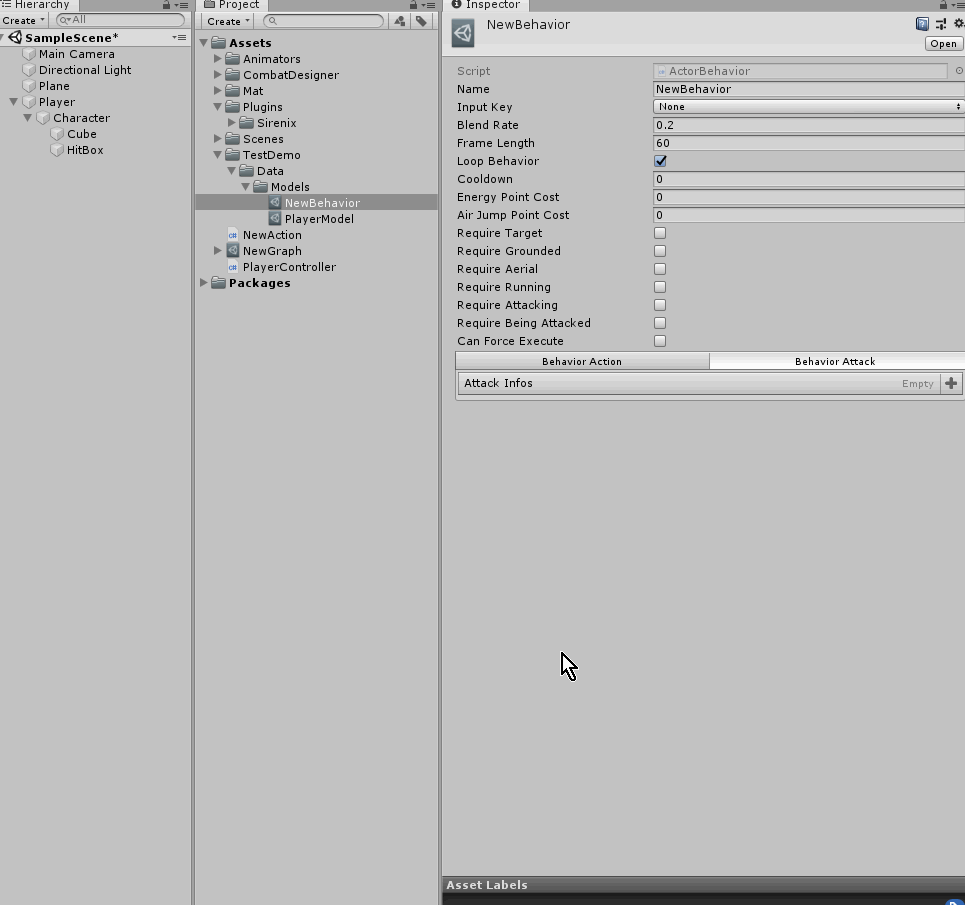 Hierarchy
Create
All
SampleScene*
Main Camera
Directional Light
Plane
Player
Character
Cube
HitBox
Project
Create
Assets
Animators
CombatDesigner
Mat
Plugins
Sirenix
Scenes
TestDemo
Data
Models
NewBehavior
PlayerModel
NewAction
NewGraph
PlayerController
Packages
Inspector
NewBehavior
Open
Script ActorBehavior
Name NewBehavior
Input Key None
Blend Rate 0.2
Frame Length 60
Loop Behavior
Cooldown 0
Energy Point Cost 0
Air Jump Point Cost 0
Require Target
Require Grounded
Require Aerial
Require Running
Require Attacking
Require Being Attacked
Can Force Execute
Behavior Action Behavior Attack
Attack Infos Empty
Asset Labels